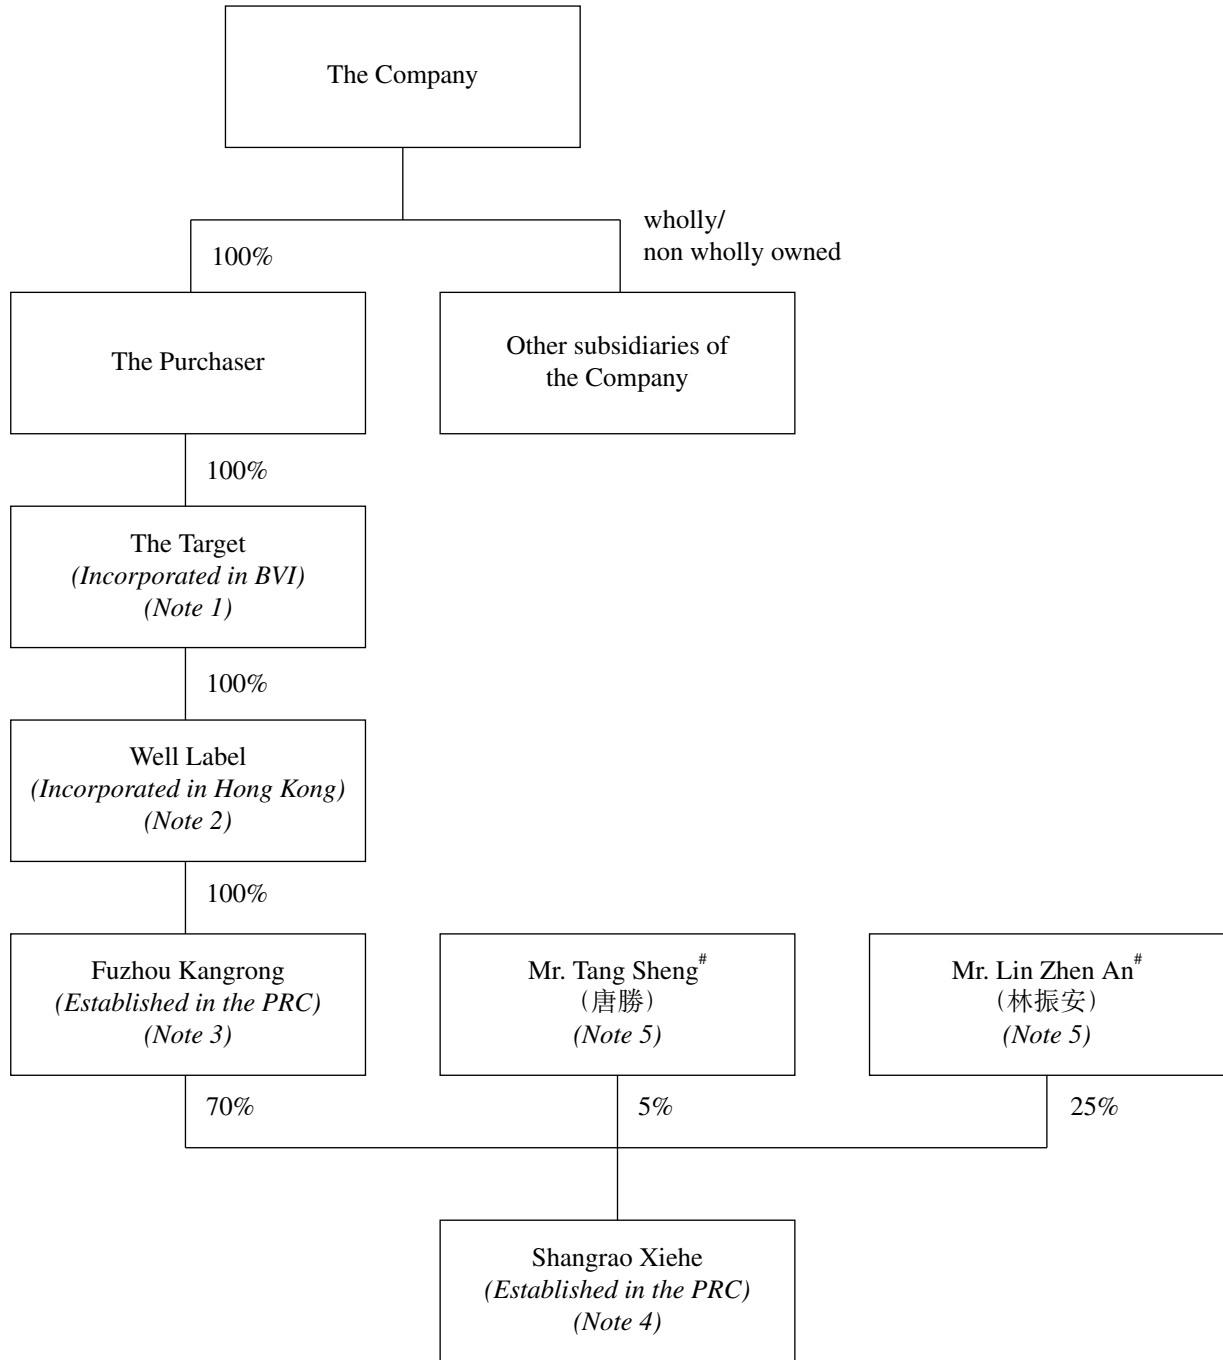 The Company
wholly/
non wholly owned
100%
The Purchaser
Other subsidiaries of
the Company
100%
The Target
(Incorporated in BVI)
(Note 1)
100%
Well Label
(Incorporated in Hong Kong)
(Note 2)
100%
Fuzhou Kangrong
(Established in the PRC)
(Note 3)
Mr. Tang Sheng#
(唐勝)
(Note 5)
Mr. Lin Zhen An#
(林振安)
(Note 5)
70%
5%
25%
Shangrao Xiehe
(Established in the PRC)
(Note 4)